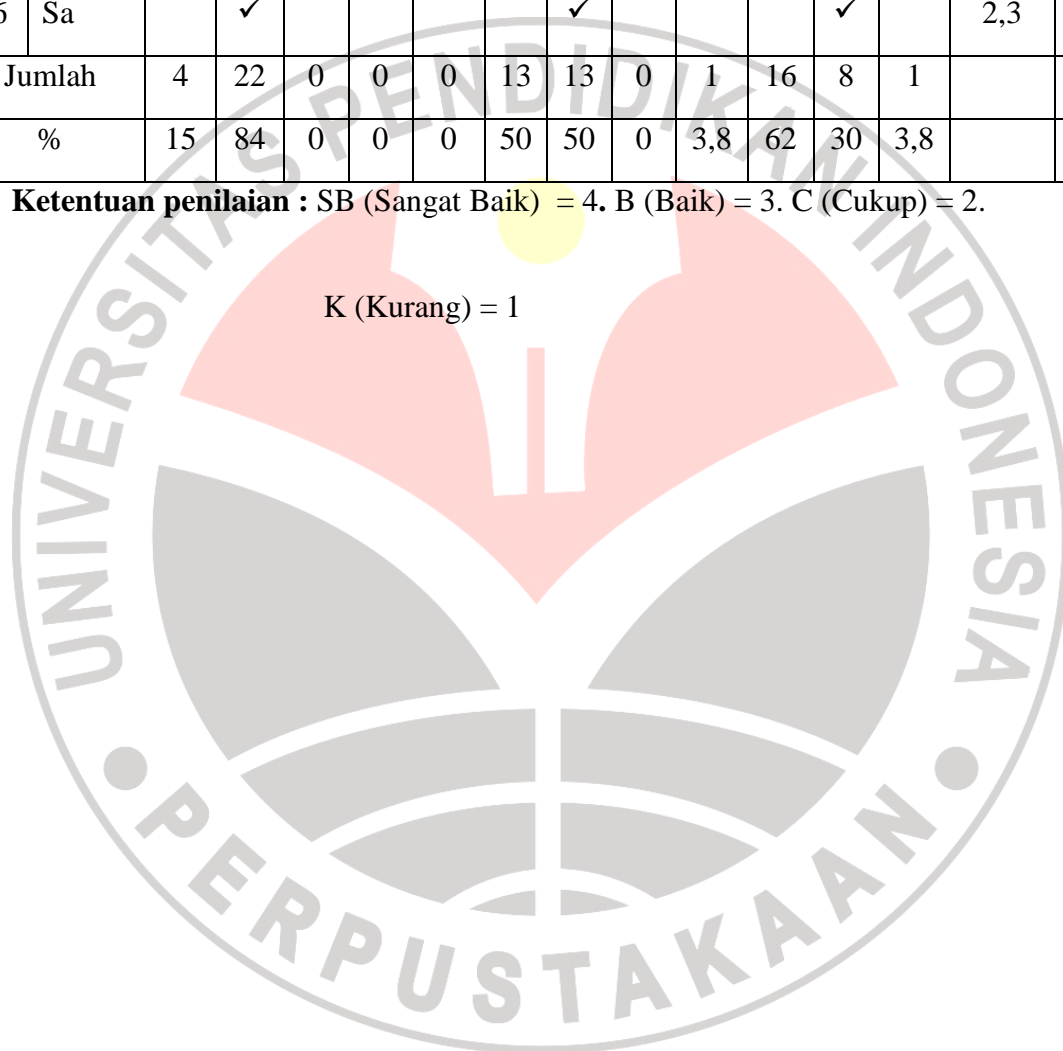 6 Sa ✓ ✓ ✓ 2,3
Jumlah 4 22 0 0 0 13 13 0 1 16 8 1
% 15 84 0 0 0 50 50 0 3,8 62 30 3,8
Ketentuan penilaian : SB (Sangat Baik) = 4. B (Baik) = 3. C (Cukup) = 2.
K (Kurang) = 1
UNIVERSITAS PENDIDIKAN INDONESIA
PERPUSTAKAAN